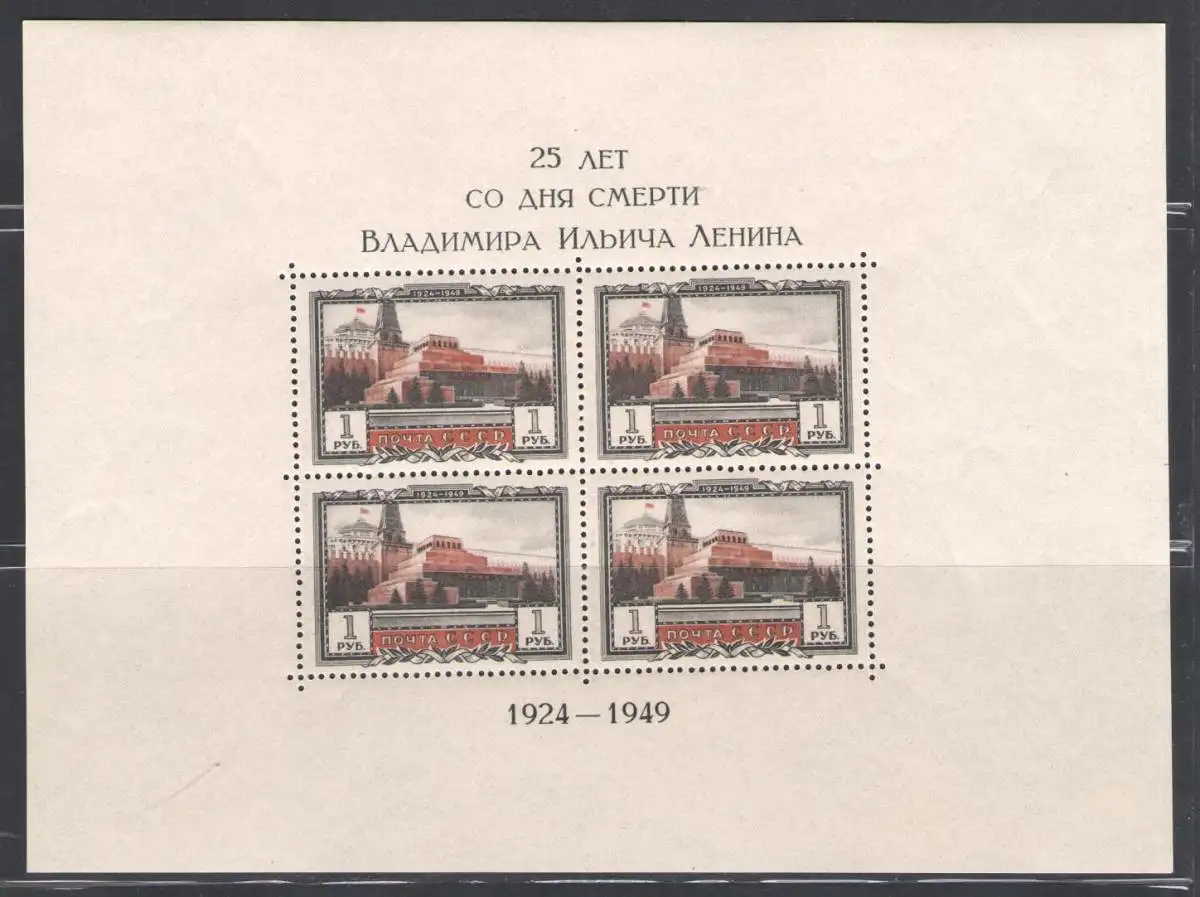 25 ЛЕТ
СО ДНЯ СМЕРТИ
ВЛАДИМИРА ИЛЬИЧА ЛЕНИНА
1924-1949
1924-1949
1 РУБ.
ПОЧТА СССР
1 РУБ.
1 РУБ.
ПОЧТА СССР
1 РУБ.
1924-1949
1924-1949
1 РУБ.
ПОЧТА СССР
1 РУБ.
1 РУБ.
ПОЧТА СССР
1 РУБ.
1924—1949